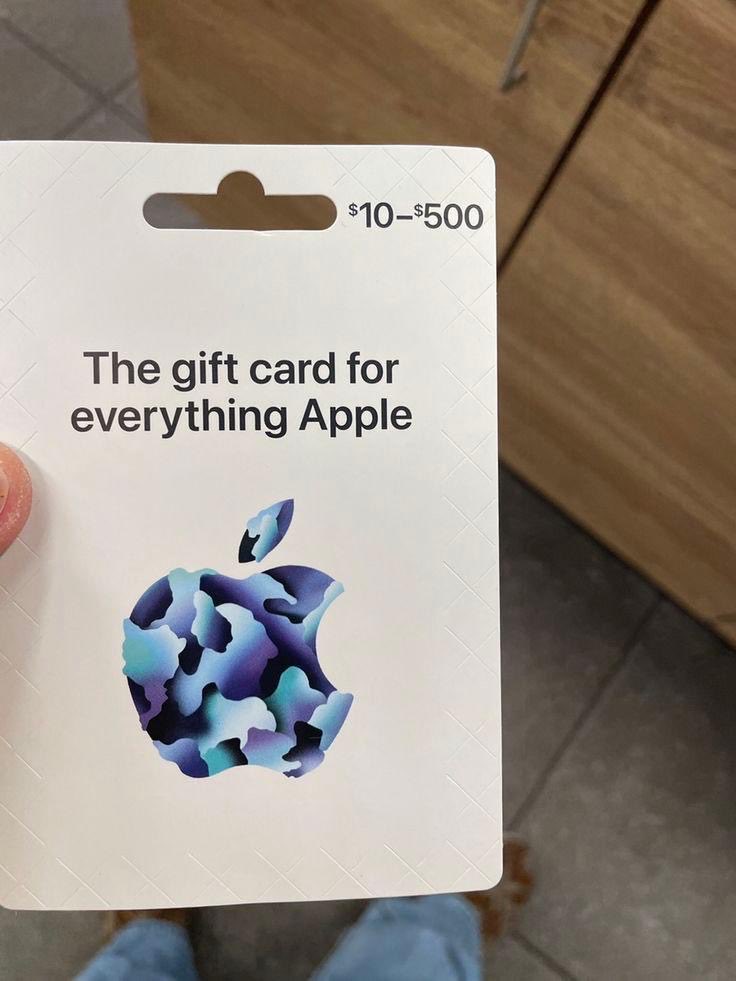 $10–$500
The gift card for
everything Apple